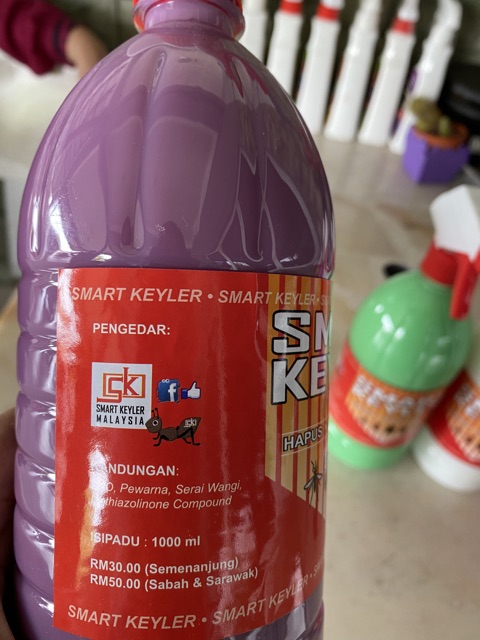 SMART KEYLER • SMART KEYLER •
PENGEDAR:
SKI
SMART KEYLER
MALAYSIA
KANDUNGAN:
Pewarna, Serai Wangi,
Compound
ISIPADU : 1000 ml
RM30.00 (Semenanjung)
RM50.00 (Sabah & Sarawak)
SMART KEYLER • SMART KEYLER •
SM
KE
HAPUS